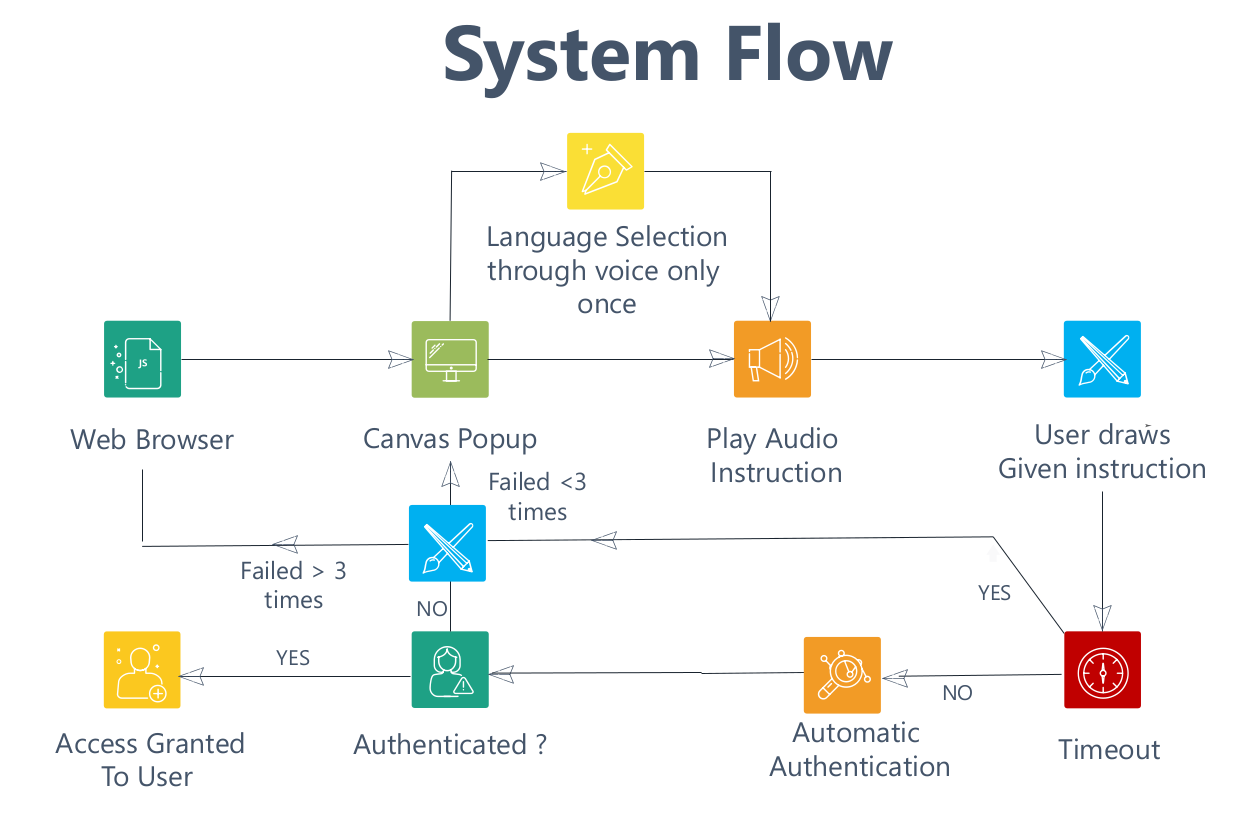 System Flow
Language Selection
through voice only
once
JS
Web Browser
Canvas Popup
Play Audio
Instruction
User draws
Given instruction
Failed <3
times
Failed > 3
times
YES
NO
YES
NO
Access Granted
To User
Authenticated ?
Automatic
Authentication
Timeout